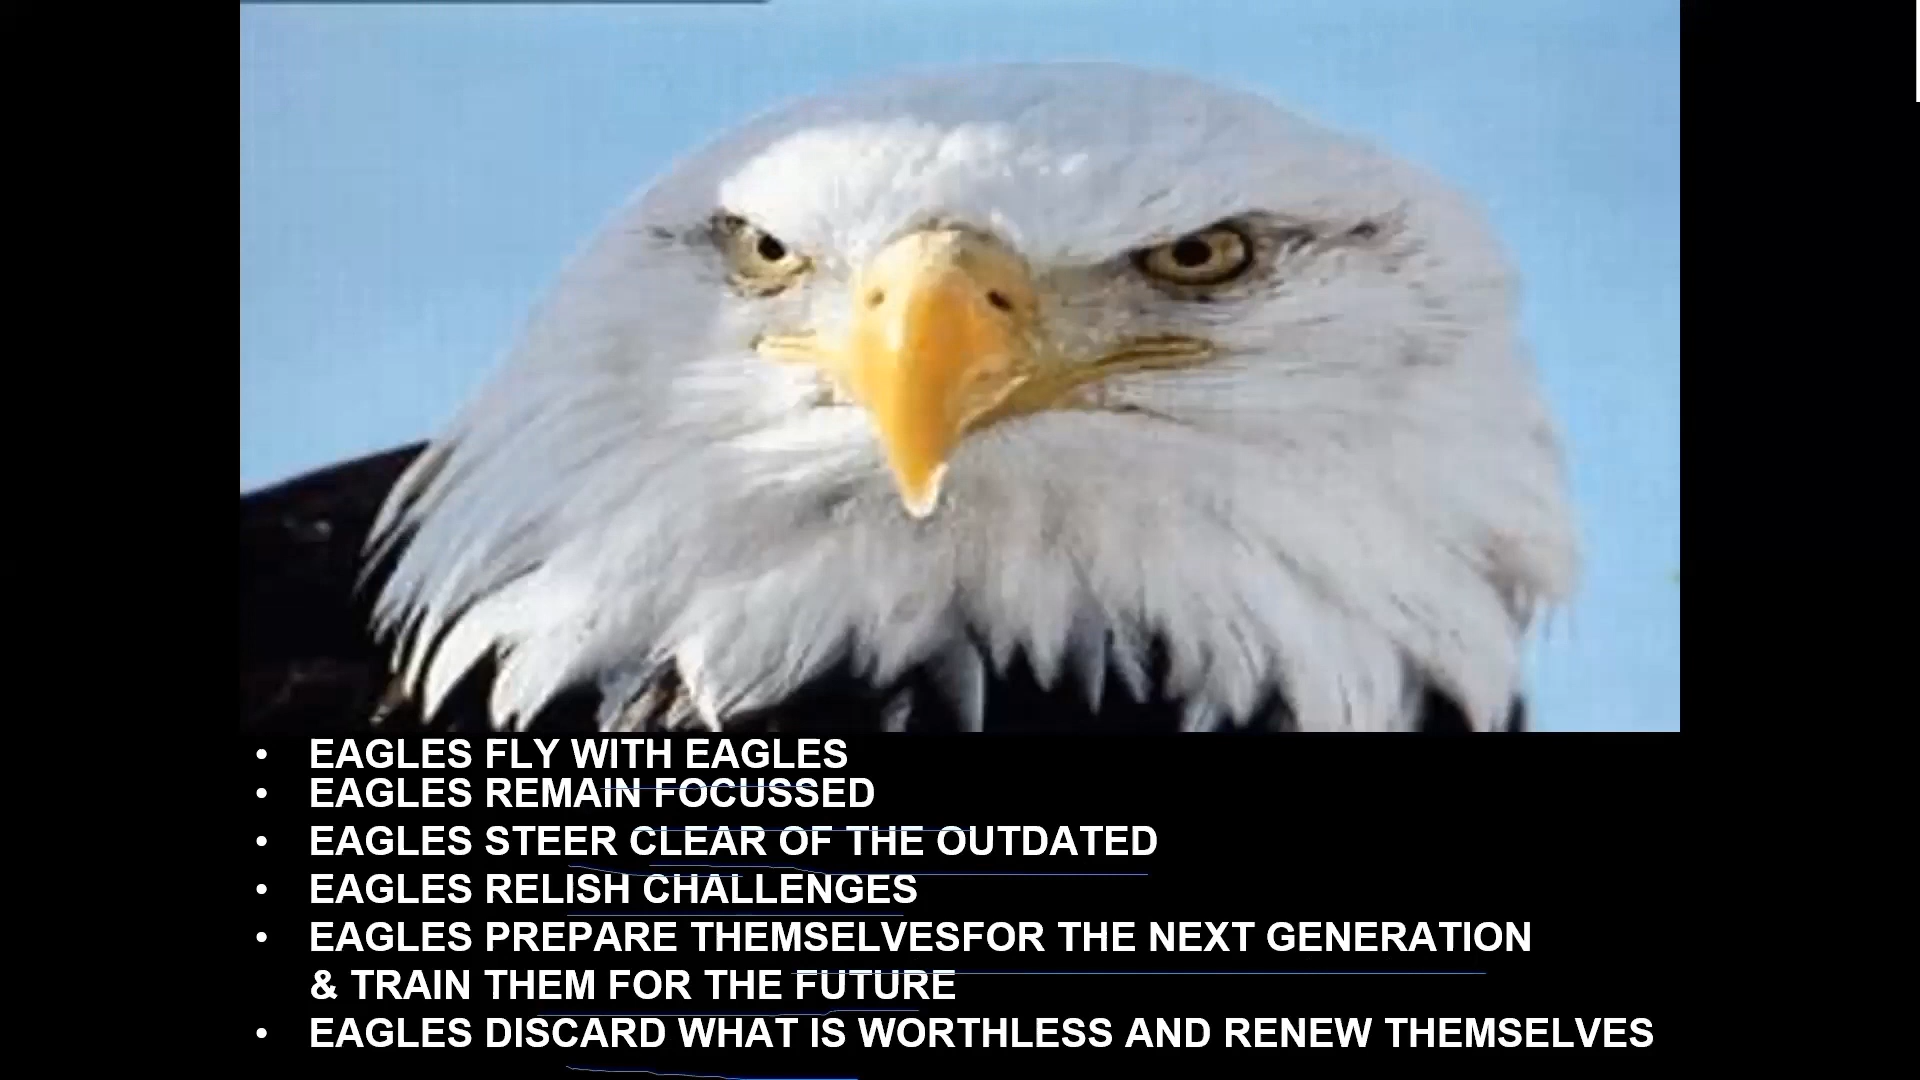 • EAGLES FLY WITH EAGLES
• EAGLES REMAIN FOCUSSED
• EAGLES STEER CLEAR OF THE OUTDATED
• EAGLES RELISH CHALLENGES
• EAGLES PREPARE THEMSELVESFOR THE NEXT GENERATION
& TRAIN THEM FOR THE FUTURE
• EAGLES DISCARD WHAT IS WORTHLESS AND RENEW THEMSELVES